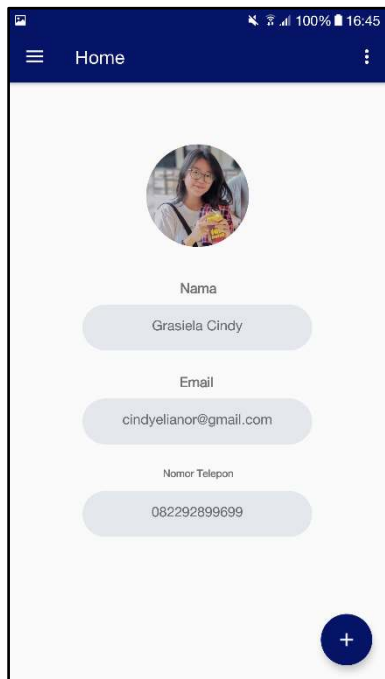 100% 16:45
Home
Nama
Grasiela Cindy
Email
cindyelianor@gmail.com
Nomor Telepon
082292899699
+